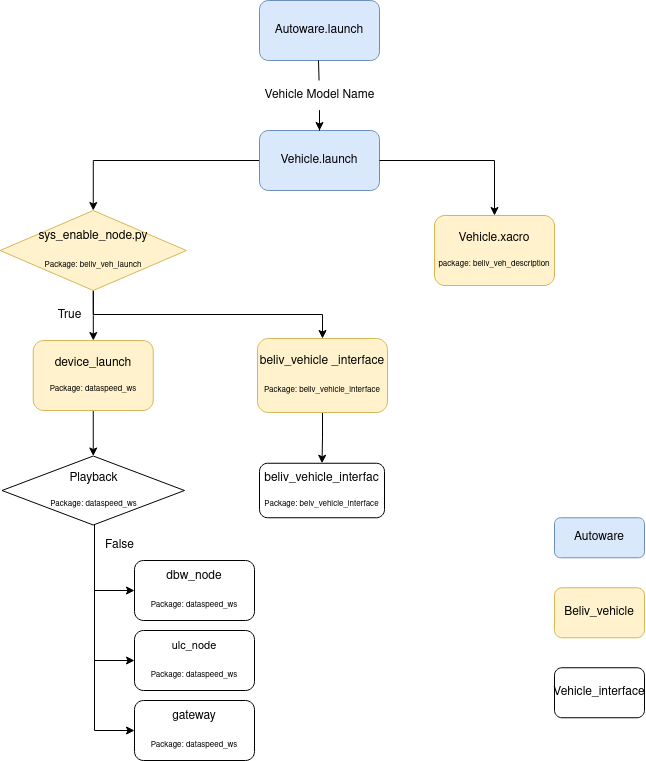 Autoware.launch
Vehicle Model Name
Vehicle.launch
sys_enable_node.py
Package: beliv_veh_launch
Vehicle.xacro
package: beliv_veh_description
True
device_launch
Package: dataspeed_ws
beliv_vehicle _interface
Package: beliv_vehicle_interface
Playback
Package: dataspeed_ws
beliv_vehicle_interfac
Package: belv_vehicle_interface
False
dbw_node
Package: dataspeed_ws
ulc_node
Package: dataspeed_ws
gateway
Package: dataspeed_ws
Autoware
Beliv_vehicle
Vehicle_interface